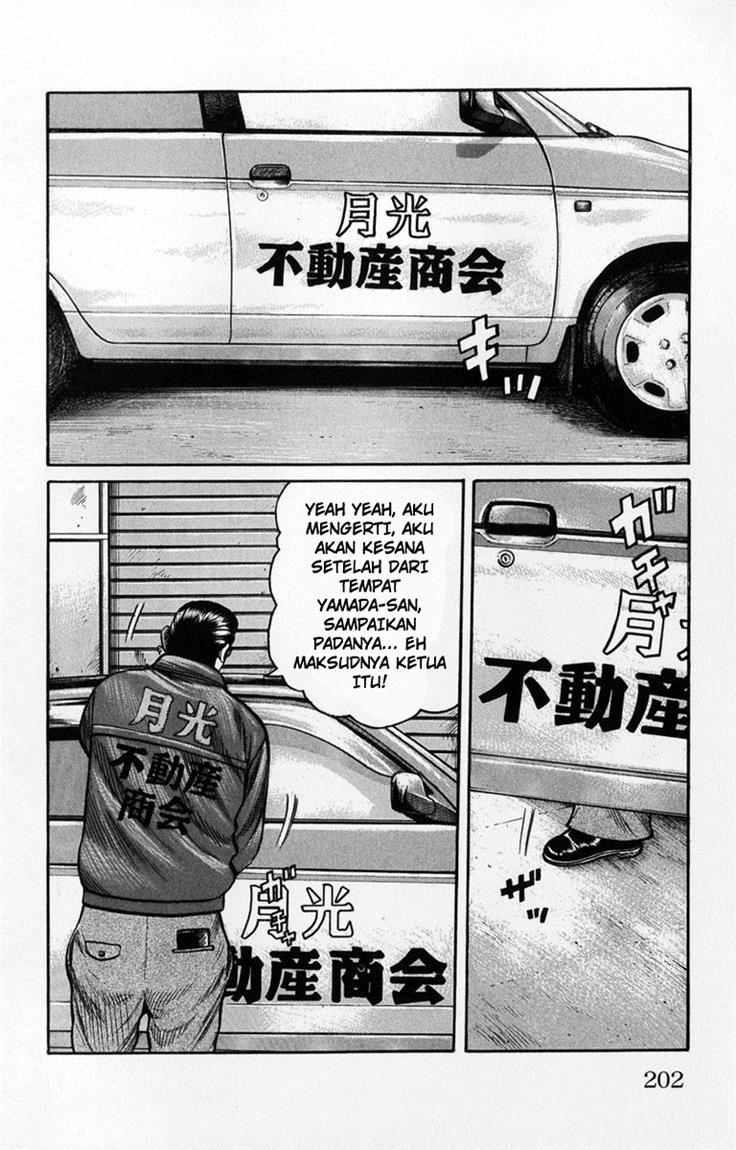 月光
不動産商会
キッ
ガチャ
月光
不動産
ザッ
YEAH YEAH, AKU
MENGERTI, AKU
AKAN KESANA
SETELAH DARI
TEMPAT
YAMADA-SAN,
SAMPAIKAN
PADANYA... EH
MAKSUDNYA KETUA
ITU!
月光
不動産
商会
ガチャ
月光
動産商会
202